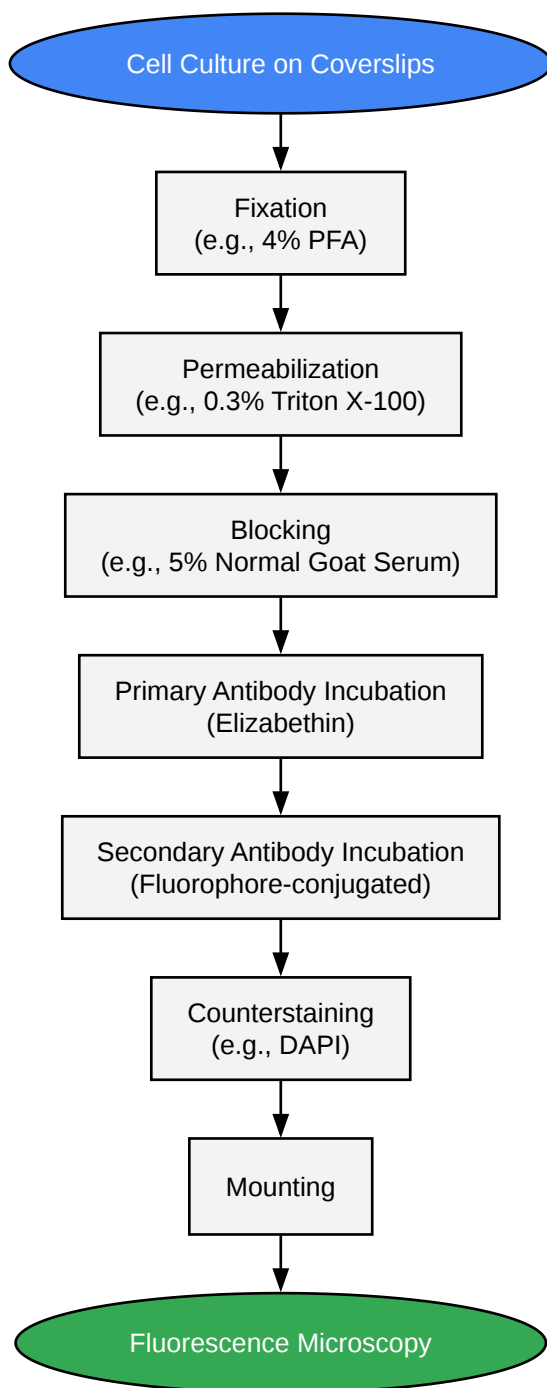 Cell Culture on Coverslips
Fixation
(e.g., 4% PFA)
Permeabilization
(e.g., 0.3% Triton X-100)
Blocking
(e.g., 5% Normal Goat Serum)
Primary Antibody Incubation
(Elizabethin)
Secondary Antibody Incubation
(Fluorophore-conjugated)
Counterstaining
(e.g., DAPI)
Mounting
Fluorescence Microscopy